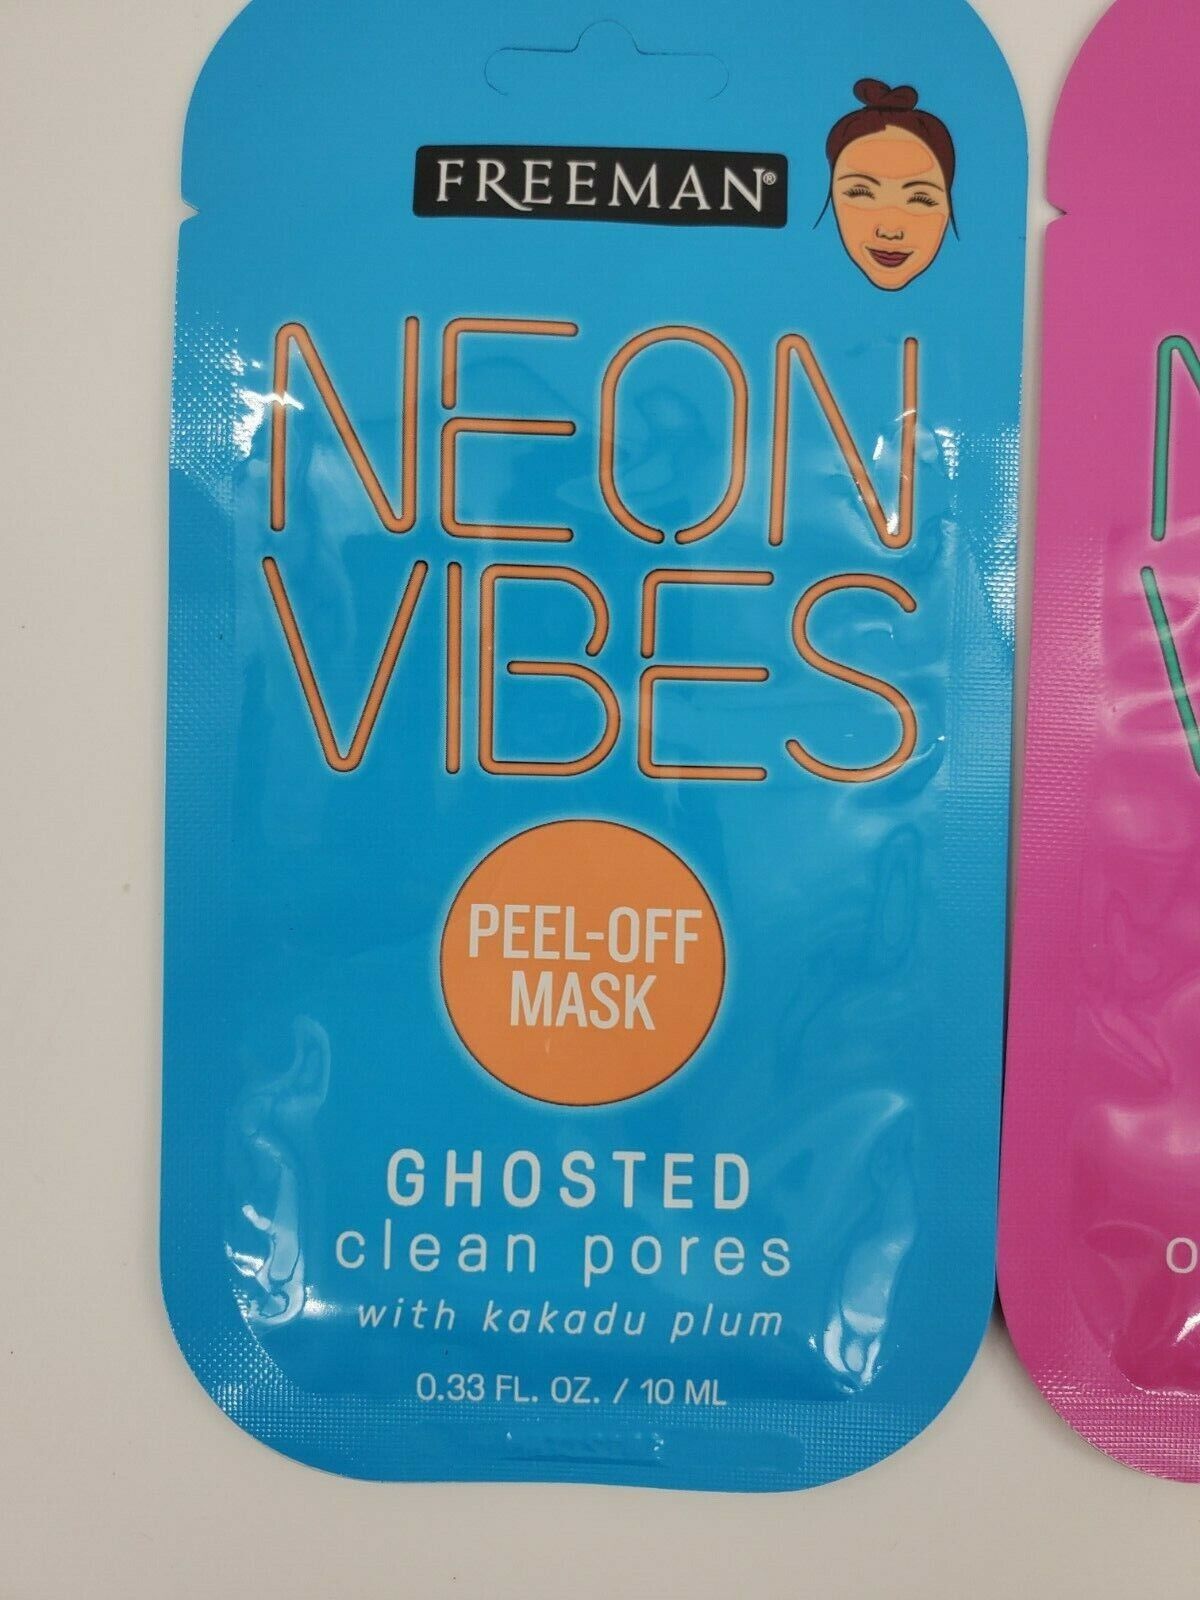 FREEMAN®
NEON
VIBES
PEEL-OFF
MASK
GHOSTED
clean pores
with kakadu plum
0.33 FL. OZ. / 10 ML